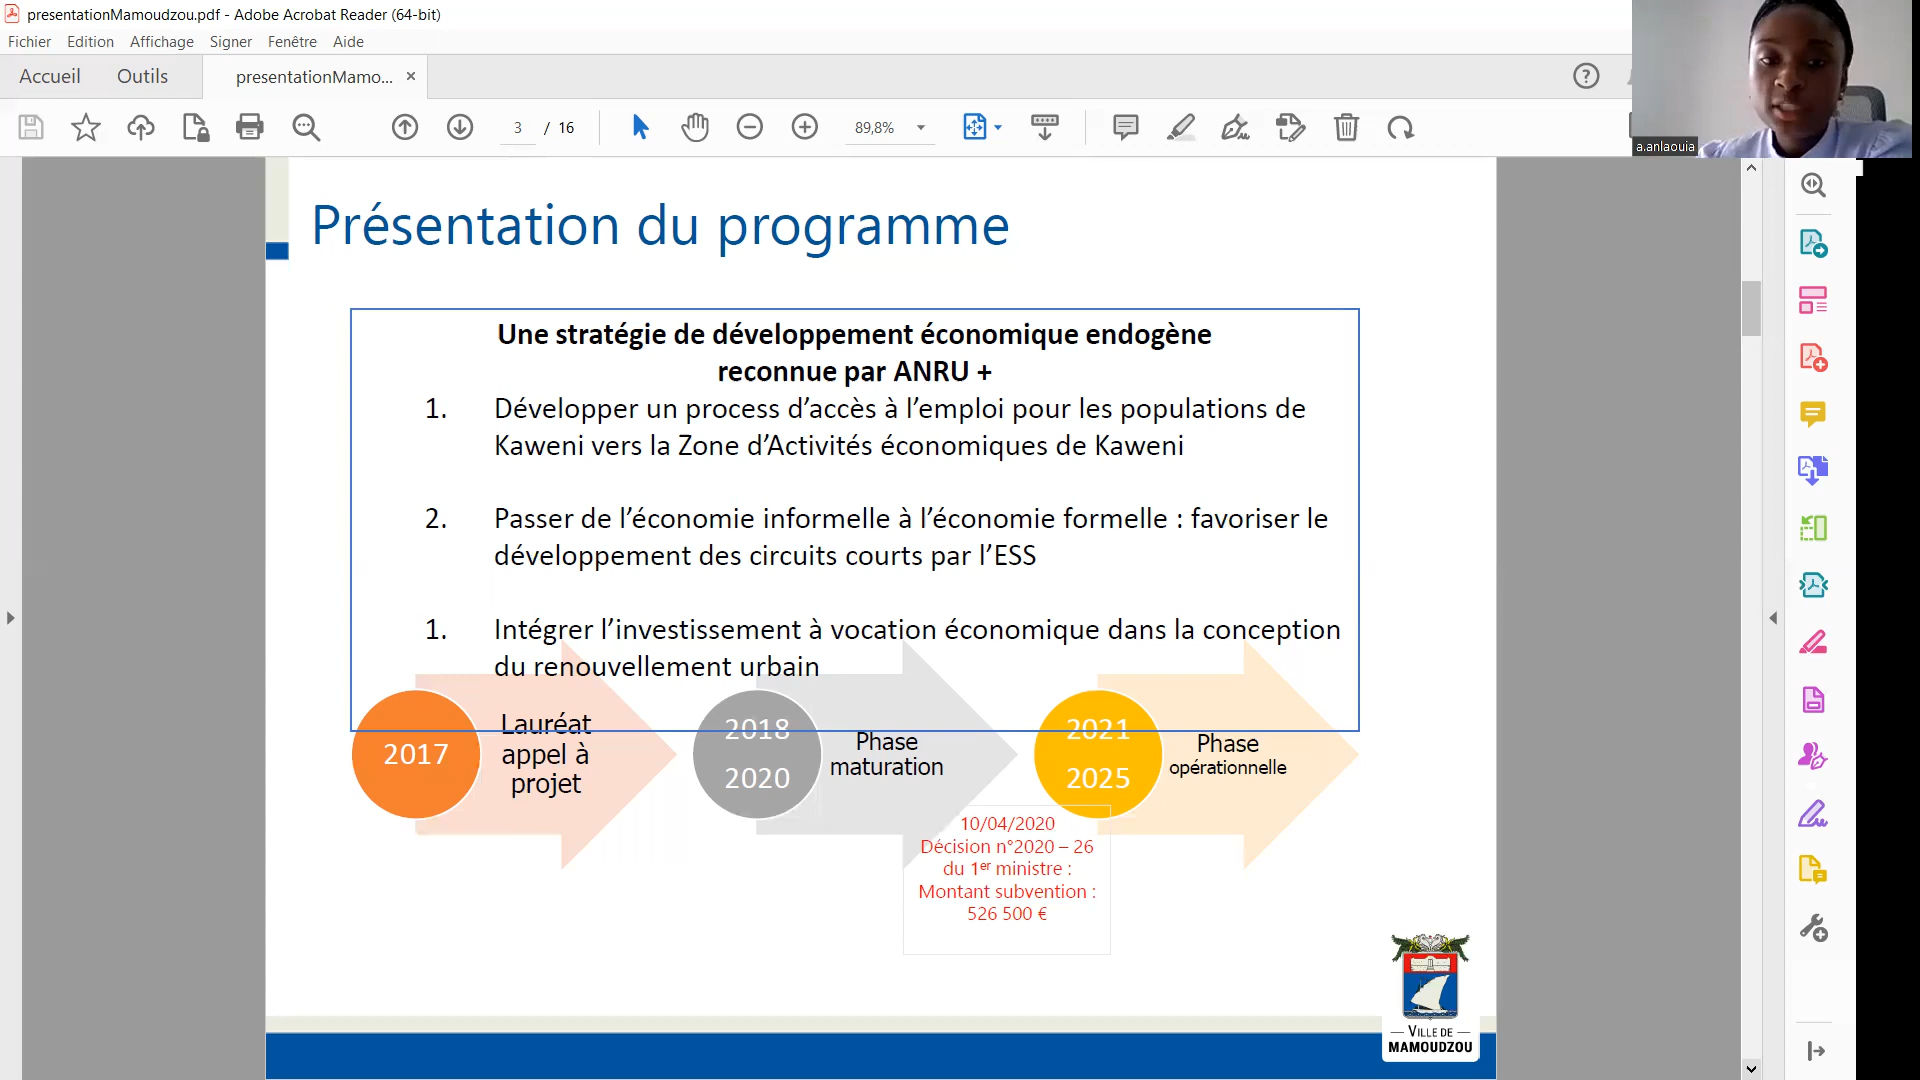 presentationMamoudzou.pdf - Adobe Acrobat Reader (64-bit)
Fichier Edition Affichage Signer Fenêtre Aide
Accueil Outils presentationMamo... ×
3 / 16 89,8%
a.anlaouia
Présentation du programme
Une stratégie de développement économique endogène
reconnue par ANRU +
1. Développer un process d’accès à l’emploi pour les populations de
Kaweni vers la Zone d’Activités économiques de Kaweni
2. Passer de l’économie informelle à l’économie formelle : favoriser le
développement des circuits courts par l’ESS
1. Intégrer l’investissement à vocation économique dans la conception
du renouvellement urbain
2017
Lauréat
appel à
projet
2018
2020
Phase
maturation
2021
2025
Phase
opérationnelle
10/04/2020
Décision n°2020 – 26
du 1er ministre :
Montant subvention :
526 500 €
VILLE DE
MAMOUDZOU